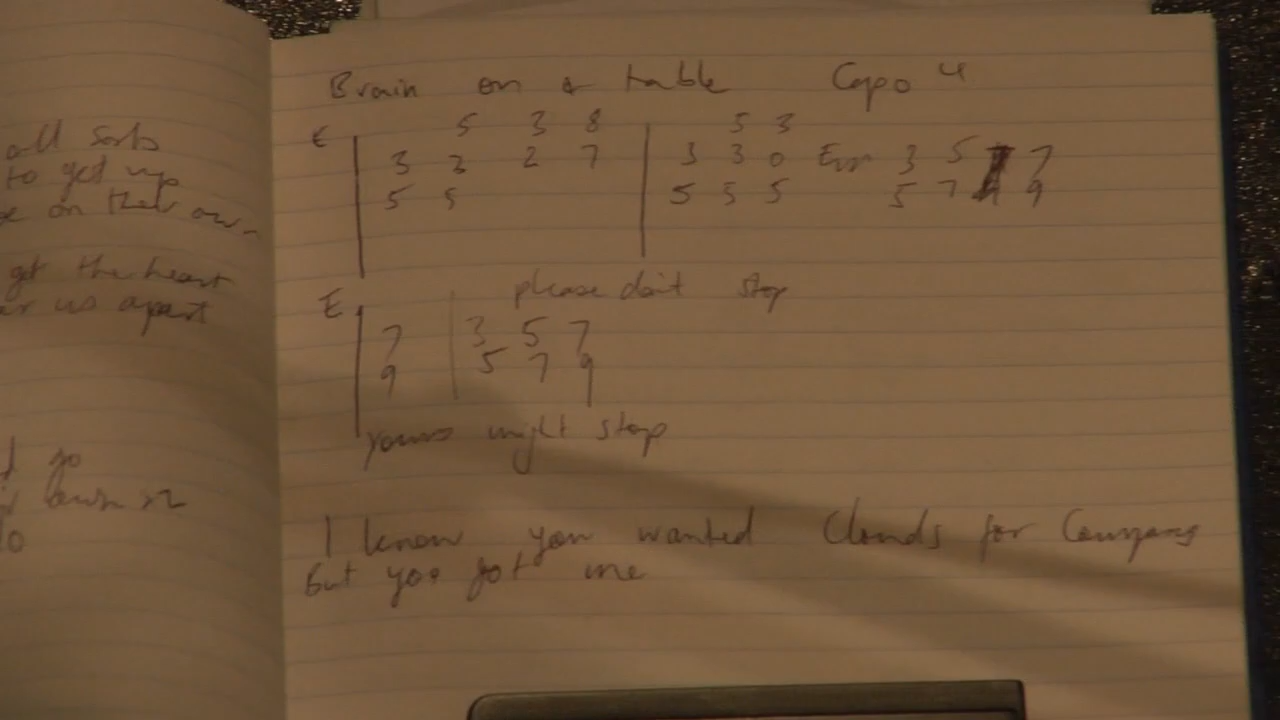 all sorts
to get up
on their own
get the heart
us apart
go
down
Brain on a table Capo 4
E 5 3 8 5 3
3 3 2 7 3 3 0 Em 3 5 7
5 5 5 5 5 5 7 9
E please don't stop
7 3 5 7
9 5 7 9
yours might stop
I know you wanted Clouds for Company
But you got me